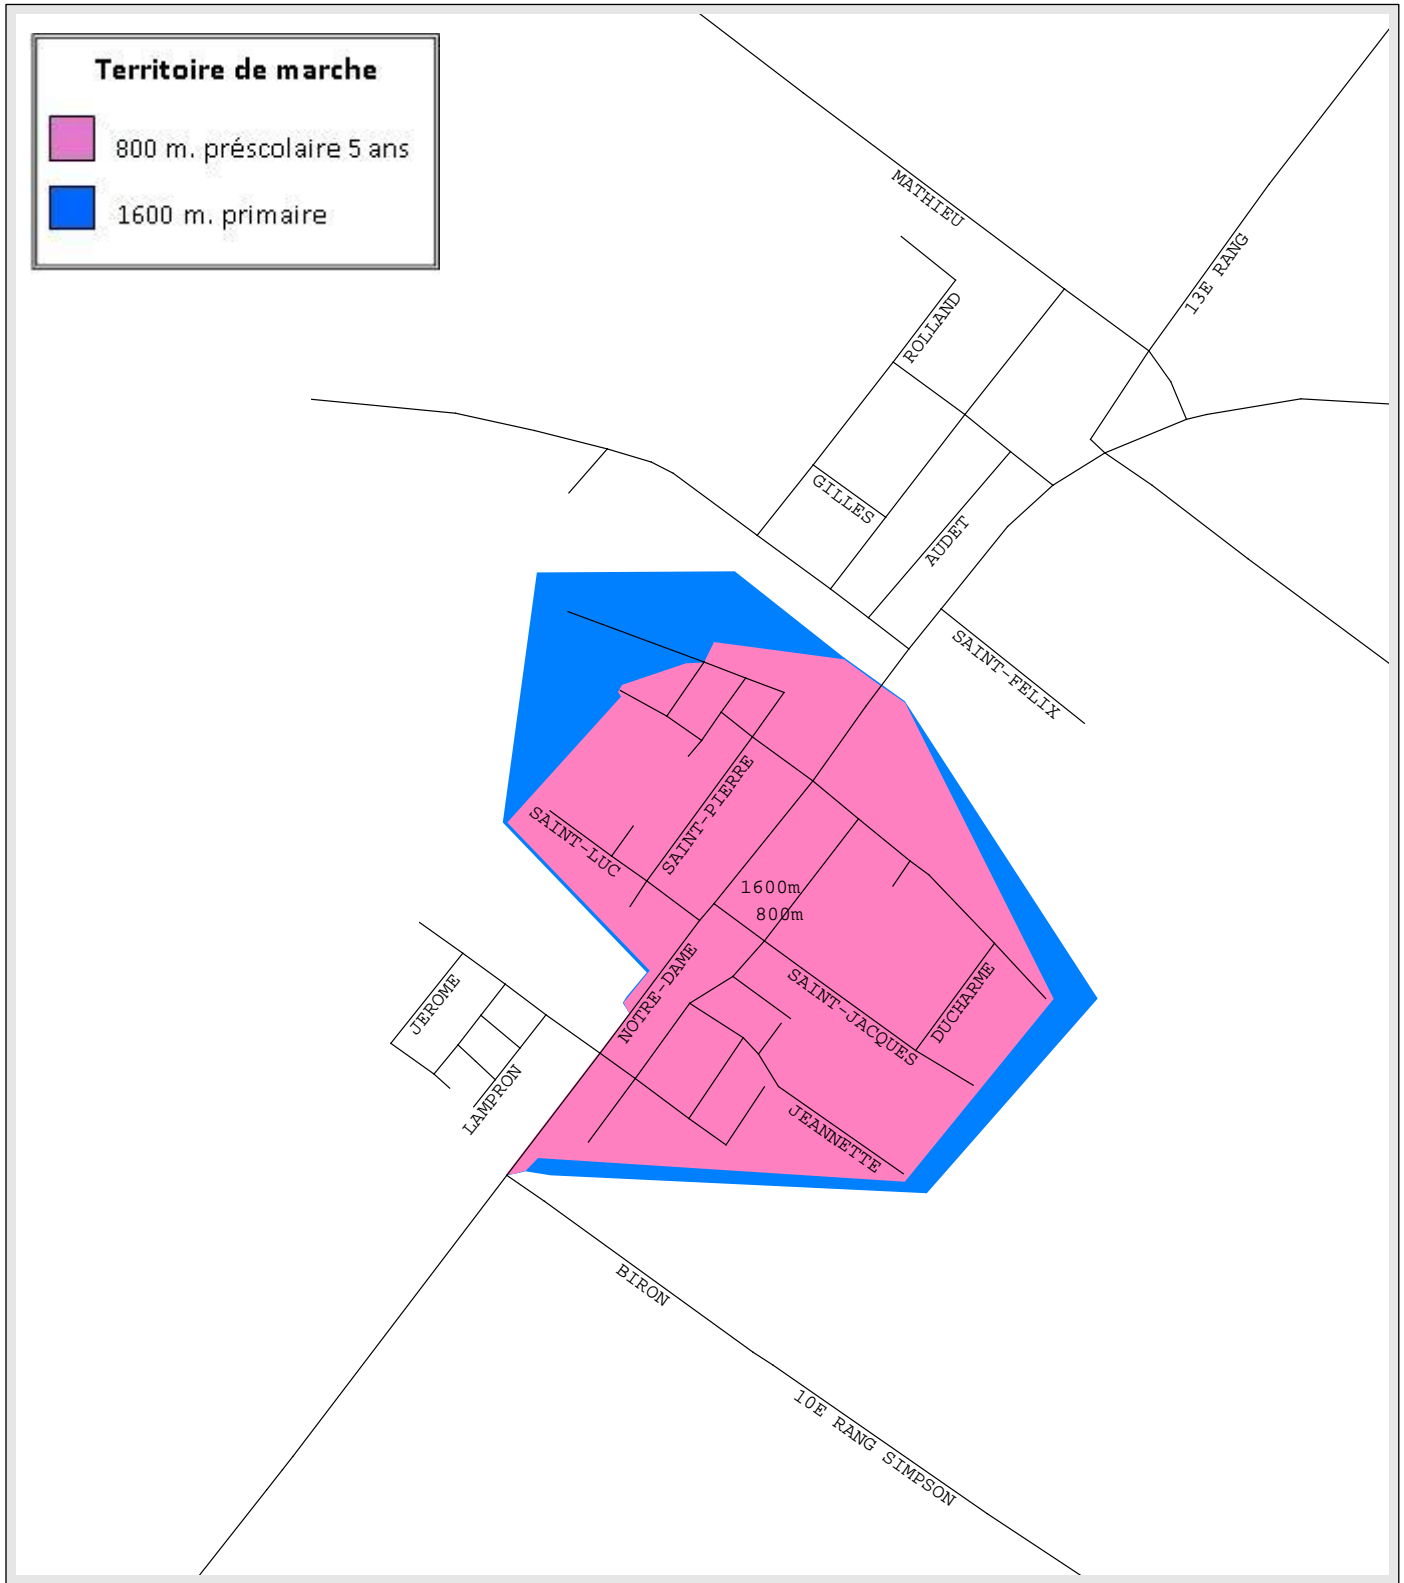 Territoire de marche
800 m. préscolaire 5 ans
1600 m. primaire
MATHIEU
13E RANG
ROLLAND
GILLES
AUDET
SAINT-FELIX
SAINT-PIERRE
SAINT-LUC
1600m
800m
NOTRE-DAME
SAINT-JACQUES
DUCHARME
JEROME
LAMPRON
JEANNETTE
BIRON
10E RANG SIMPSON